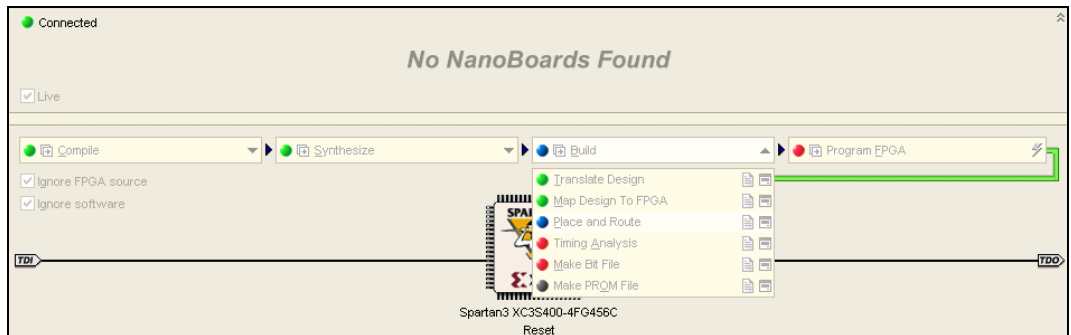 Connected
No NanoBoards Found
Live
Compile
Synthesize
Build
Program FPGA
Ignore FPGA source
Ignore software
Translate Design
Map Design To FPGA
Place and Route
Timing Analysis
Make Bit File
Make PROM File
SPA
TDI
TDO
Spartan3 XC3S400-4FG456C
Reset